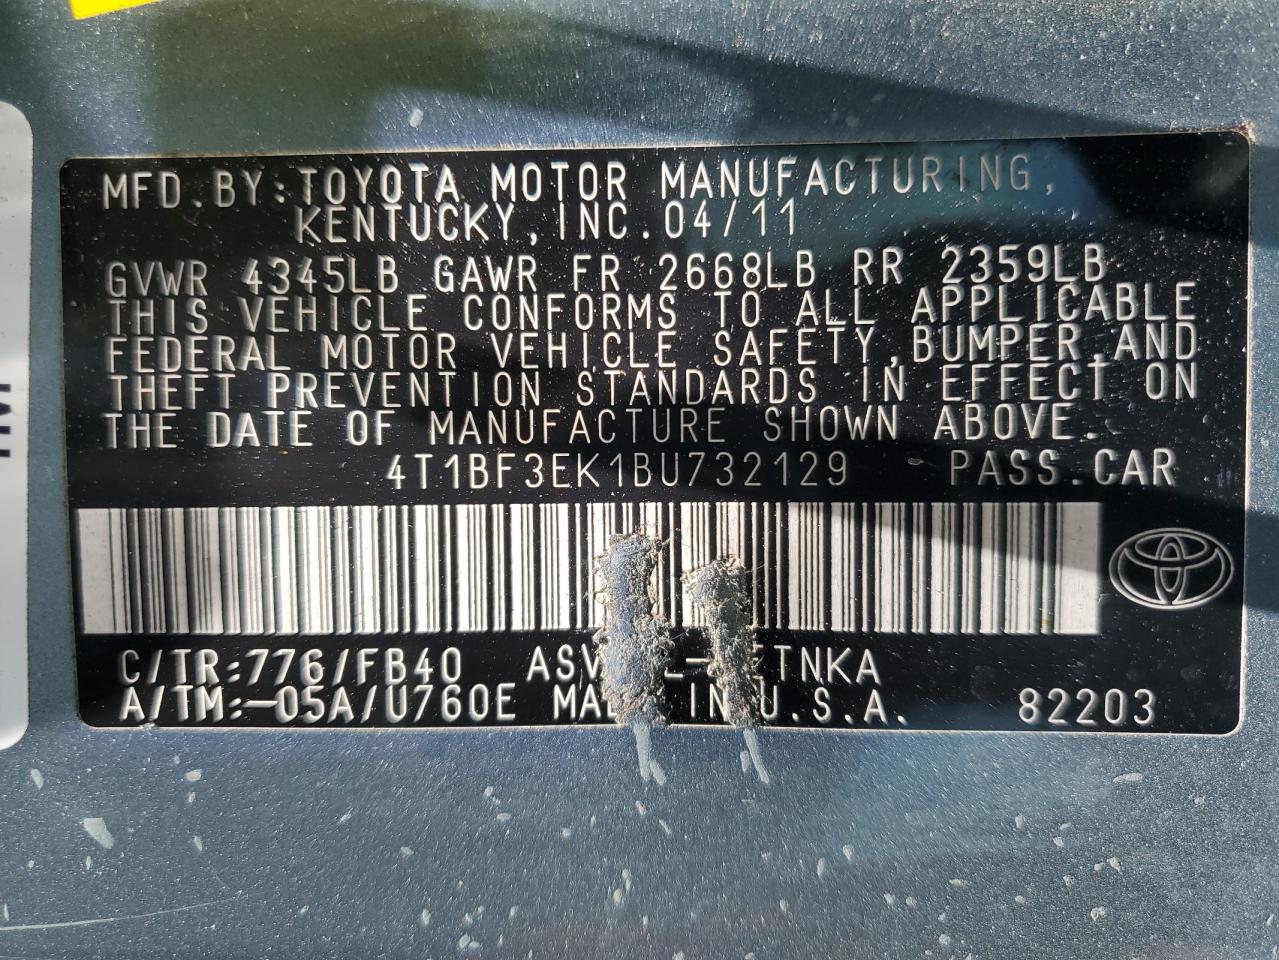 MFD.BY:TOYOTA MOTOR MANUFACTURING,
KENTUCKY,INC.04/11
GVWR 4345LB GAWR FR 2668LB RR 2359LB
THIS VEHICLE CONFORMS TO ALL APPLICABLE
FEDERAL MOTOR VEHICLE SAFETY,BUMPER,AND
THEFT PREVENTION STANDARDS IN EFFECT ON
THE DATE OF MANUFACTURE SHOWN ABOVE.
4T1BF3EK1BU732129 PASS.CAR
C/TR:776/FB40
A/TM:-05A/U760E IN U.S.A. 82203